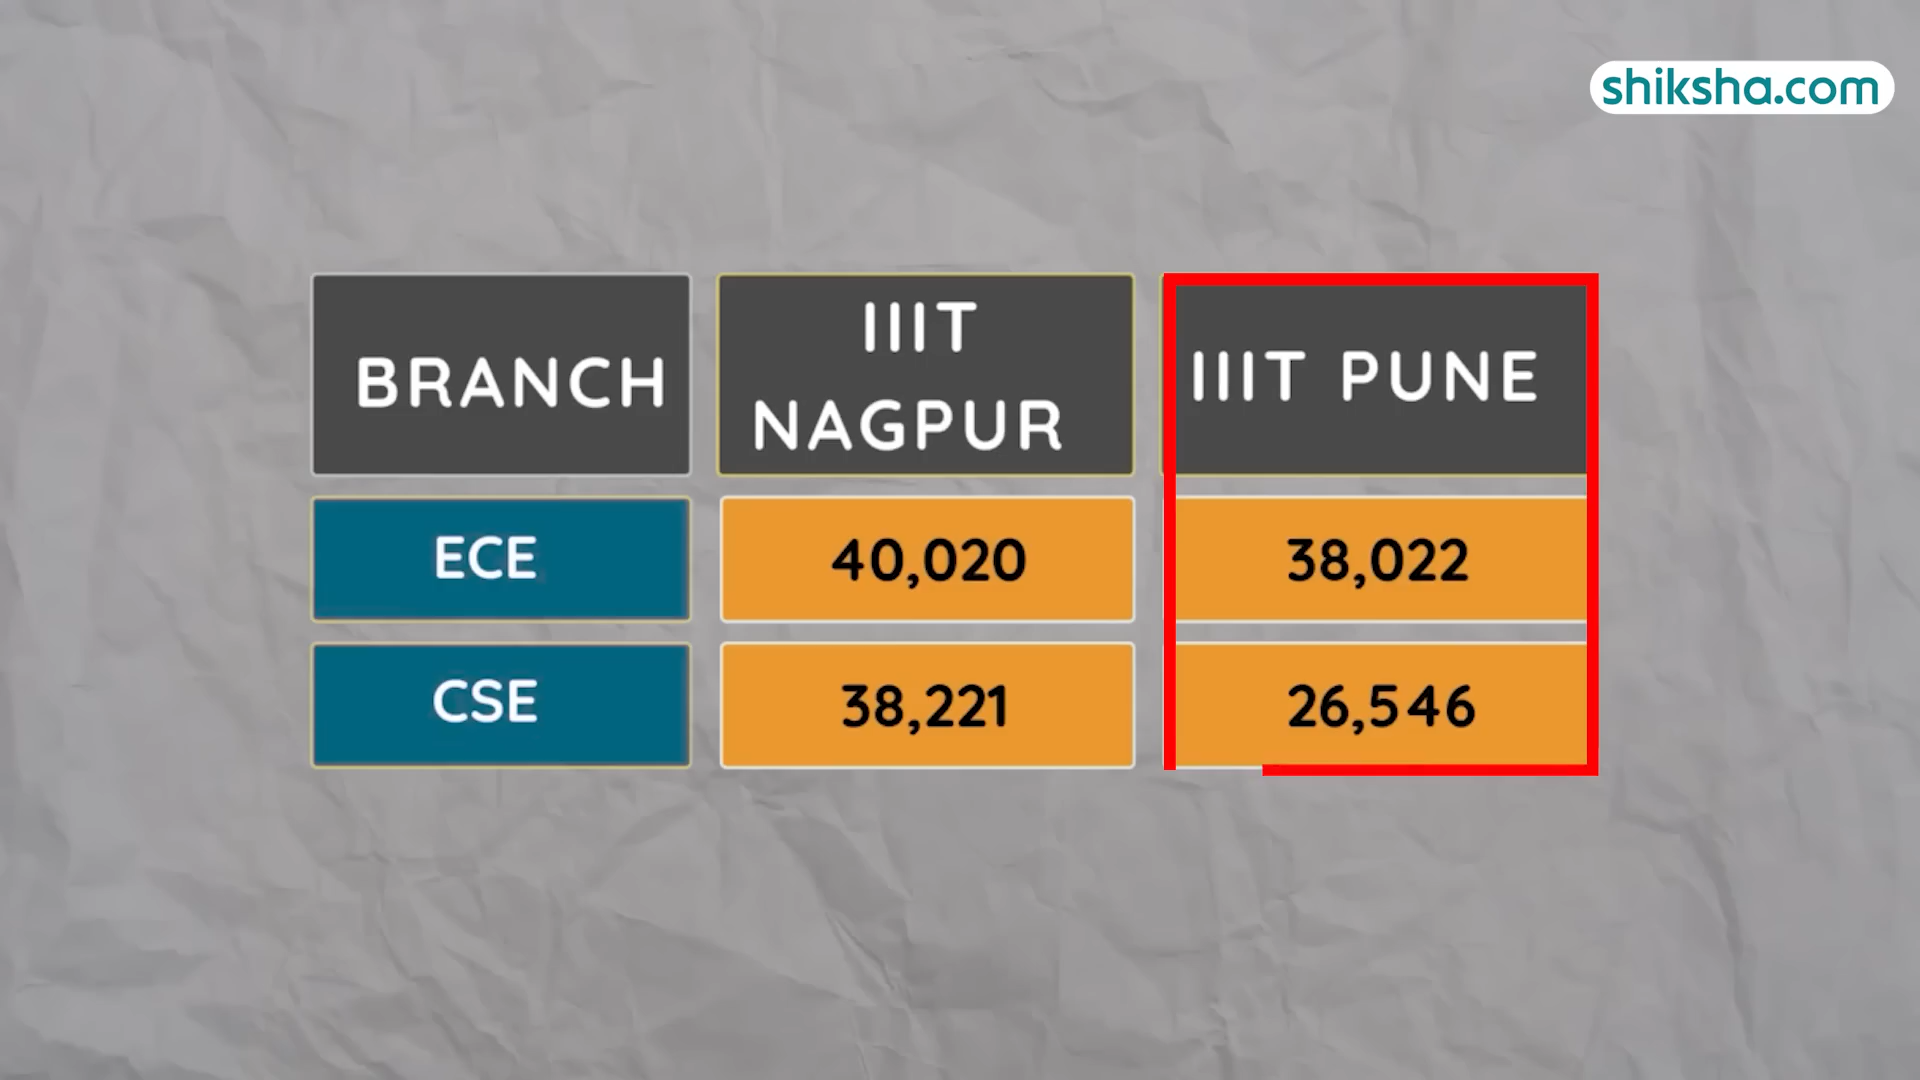 shiksha.com
BRANCH
IIIT
NAGPUR
IIIT PUNE
ECE
40,020
38,022
CSE
38,221
26,546